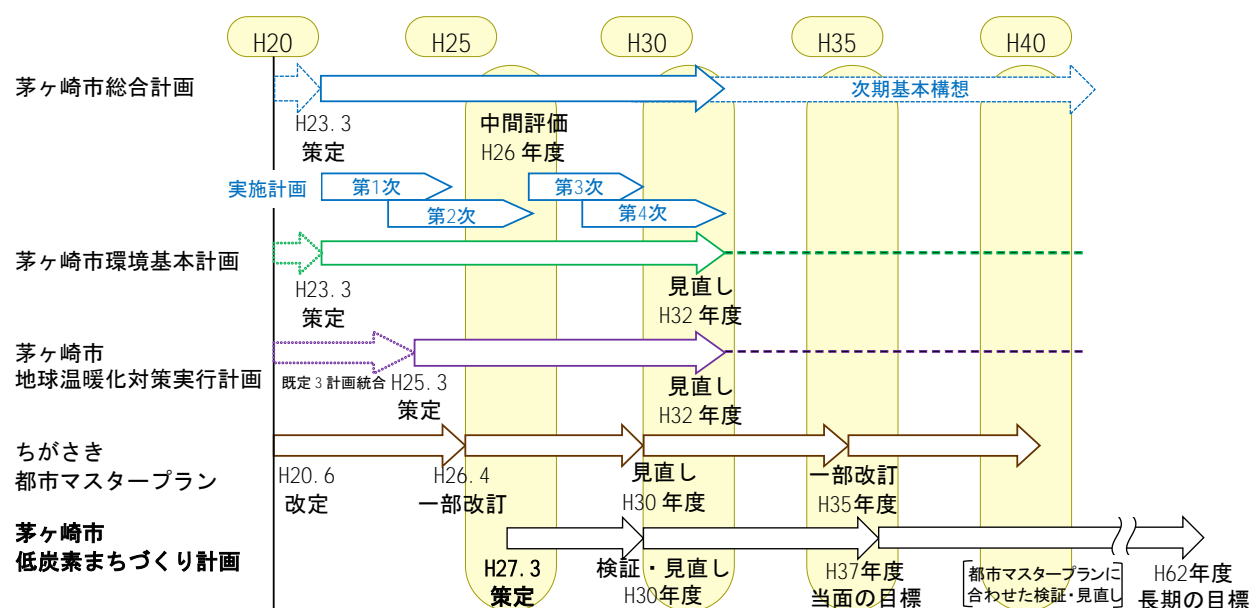 H20
H25
H30
H35
H40
茅ヶ崎市総合計画
次期基本構想
H23.3
策定
中間評価
H26年度
実施計画
第1次
第2次
第3次
第4次
茅ヶ崎市環境基本計画
H23.3
策定
見直し
H32年度
茅ヶ崎市
地球温暖化対策実行計画
既定3計画統合
H25.3
策定
見直し
H32年度
ちがさき
都市マスタープラン
H20.6
改定
H26.4
一部改訂
見直し
H30年度
一部改訂
H35年度
茅ヶ崎市
低炭素まちづくり計画
H27.3
策定
検証・見直し
H30年度
H37年度
当面の目標
都市マスタープランに
合わせた検証・見直し
H62年度
長期の目標